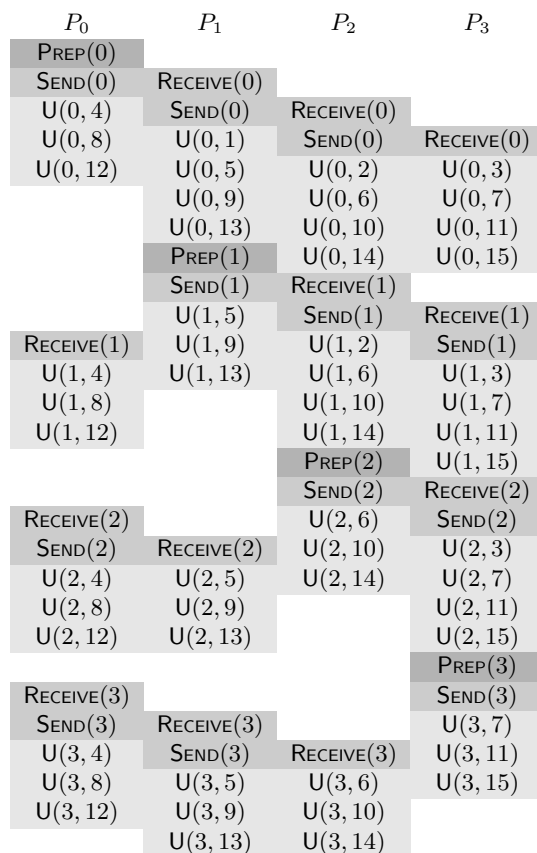 P₀ P₁ P₂ P₃
Prep(0)
Send(0) Receive(0)
U(0, 4) Send(0) Receive(0)
U(0, 8) U(0, 1) Send(0) Receive(0)
U(0, 12) U(0, 5) U(0, 2) U(0, 3)
U(0, 9) U(0, 6) U(0, 7)
U(0, 13) U(0, 10) U(0, 11)
Prep(1) U(0, 14) U(0, 15)
Send(1) Receive(1)
U(1, 5) Send(1) Receive(1)
Receive(1) U(1, 9) U(1, 2) Send(1)
U(1, 4) U(1, 13) U(1, 6) U(1, 3)
U(1, 8) U(1, 10) U(1, 7)
U(1, 12) U(1, 14) U(1, 11)
Prep(2) U(1, 15)
Send(2) Receive(2)
Receive(2) U(2, 6) Send(2)
Send(2) Receive(2) U(2, 10) U(2, 3)
U(2, 4) U(2, 5) U(2, 14) U(2, 7)
U(2, 8) U(2, 9) U(2, 11)
U(2, 12) U(2, 13) U(2, 15)
Prep(3)
Receive(3) Send(3)
Send(3) Receive(3) U(3, 7)
U(3, 4) Send(3) Receive(3) U(3, 11)
U(3, 8) U(3, 5) U(3, 6) U(3, 15)
U(3, 12) U(3, 9) U(3, 10)
U(3, 13) U(3, 14)